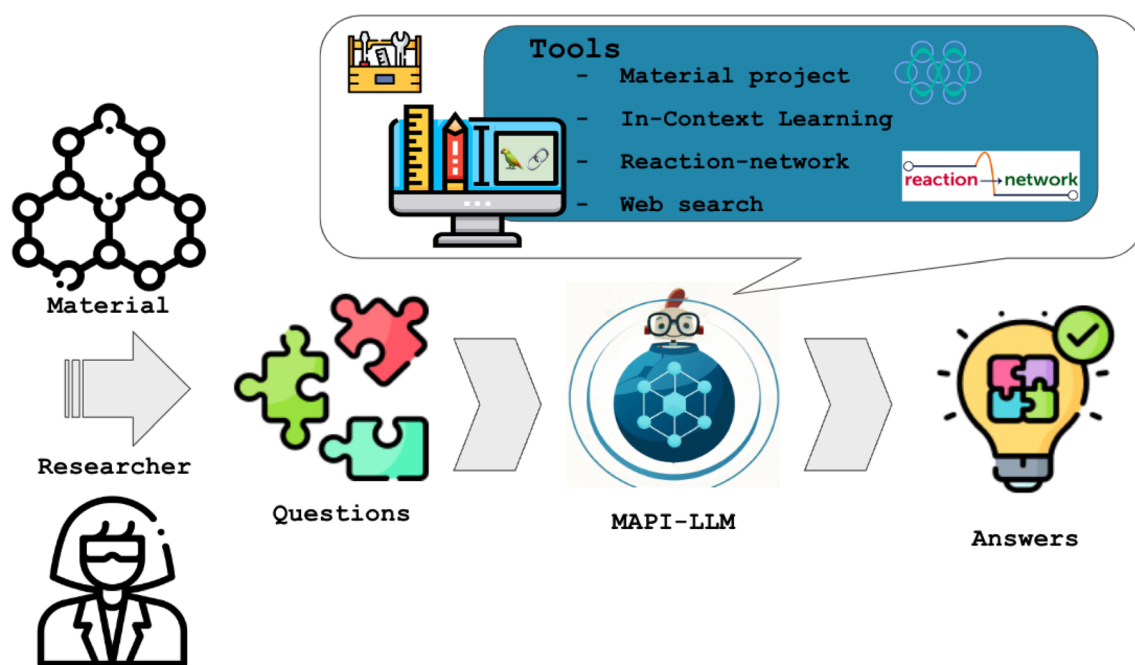 Tools
- Material project
- In-Context Learning
- Reaction-network
- Web search
reaction → network
Material
Researcher
Questions
MAPI-LLM
Answers